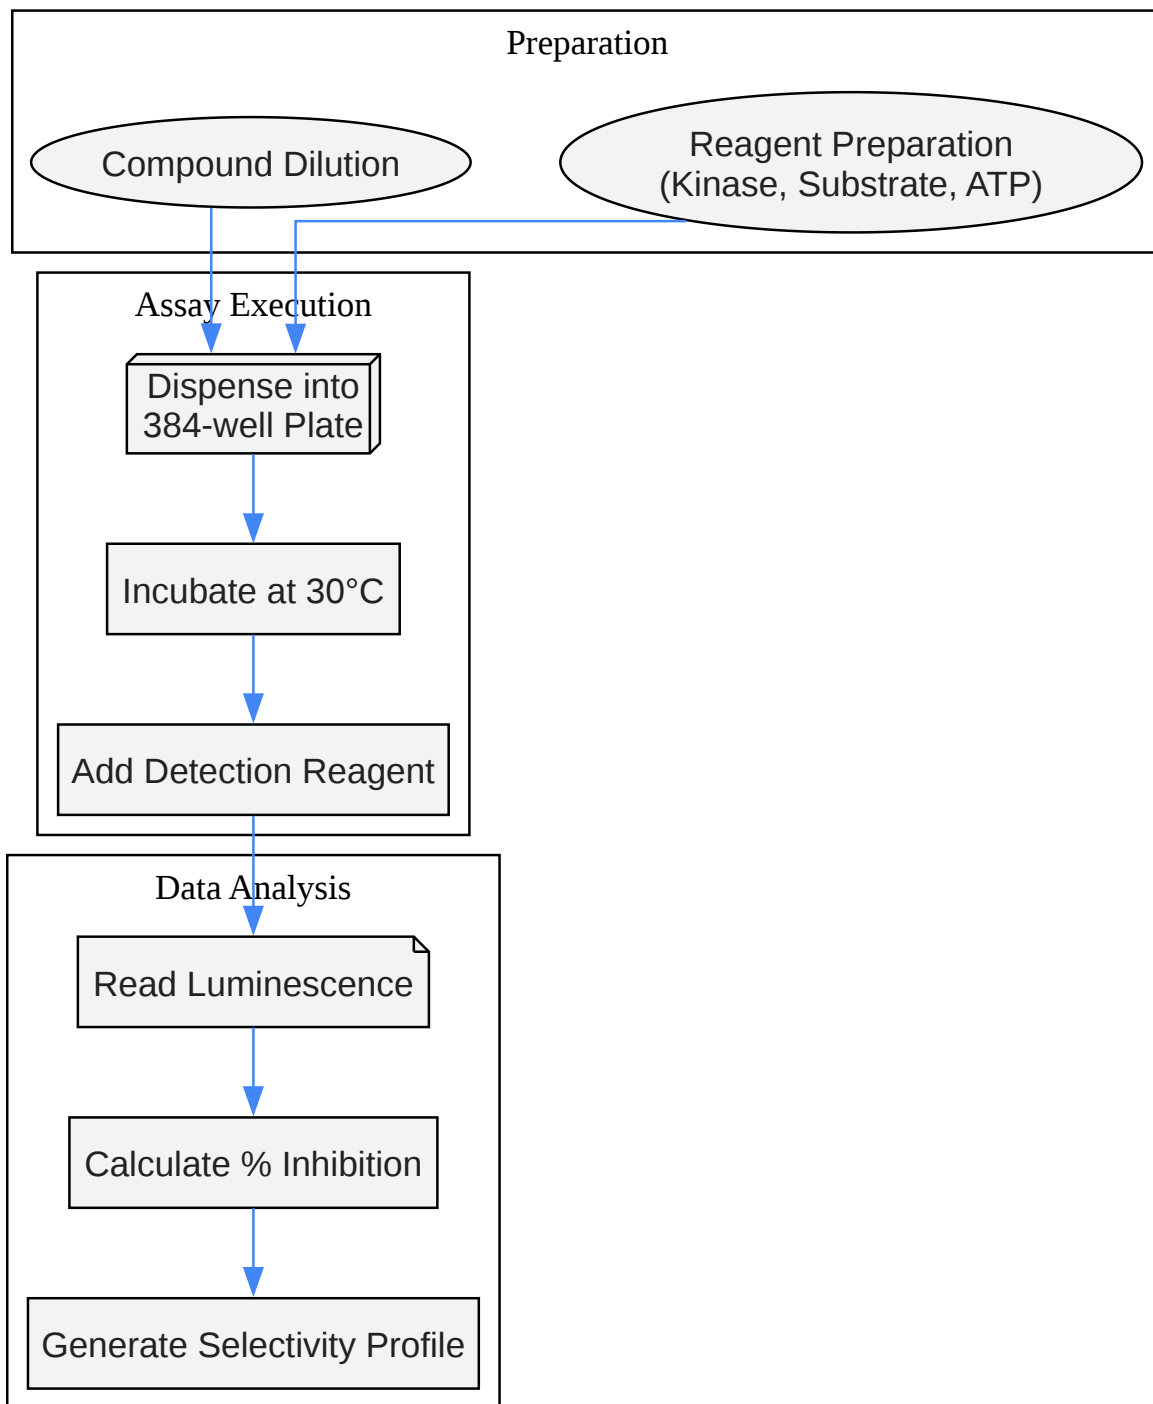 Preparation
Compound Dilution
Reagent Preparation
(Kinase, Substrate, ATP)
Assay Execution
Dispense into
384-well Plate
Incubate at 30°C
Add Detection Reagent
Data Analysis
Read Luminescence
Calculate % Inhibition
Generate Selectivity Profile